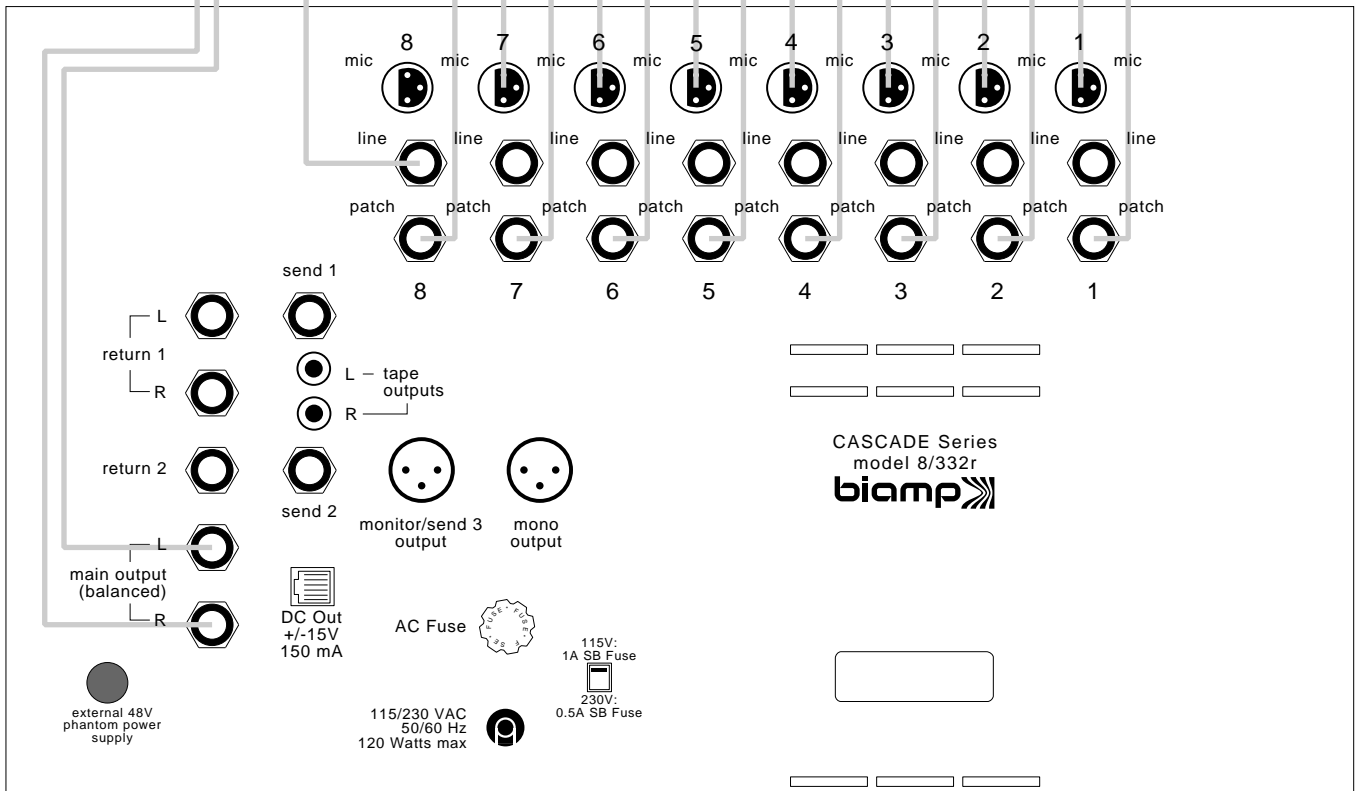 8 7 6 5 4 3 2 1
mic mic mic mic mic mic mic mic mic
line line line line line line line line line
patch patch patch patch patch patch patch patch patch
8 7 6 5 4 3 2 1
send 1
L
return 1
R
L
tape
outputs
R
return 2
send 2
monitor/send 3
output
mono
output
CASCADE Series
model 8/332r
biamp
L
main output
(balanced)
R
DC Out
+/-15V
150 mA
AC Fuse
FUSE · FUSE ·
115V:
1A SB Fuse
230V:
0.5A SB Fuse
external 48V
phantom power
supply
115/230 VAC
50/60 Hz
120 Watts max